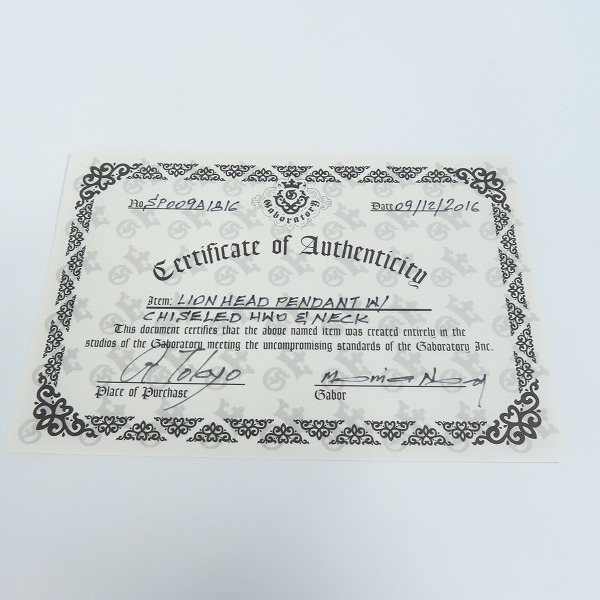 No. SP009A1816 Date 09/12/2016
Gaboratory
Certificate of Authenticity
Item: LION HEAD PENDANT W/
CHISELED HWO & NECK
This document certifies that the above named item was created entirely in the
studios of the Gaboratory meeting the uncompromising standards of the Gaboratory Inc.
Place of Purchase Gabor